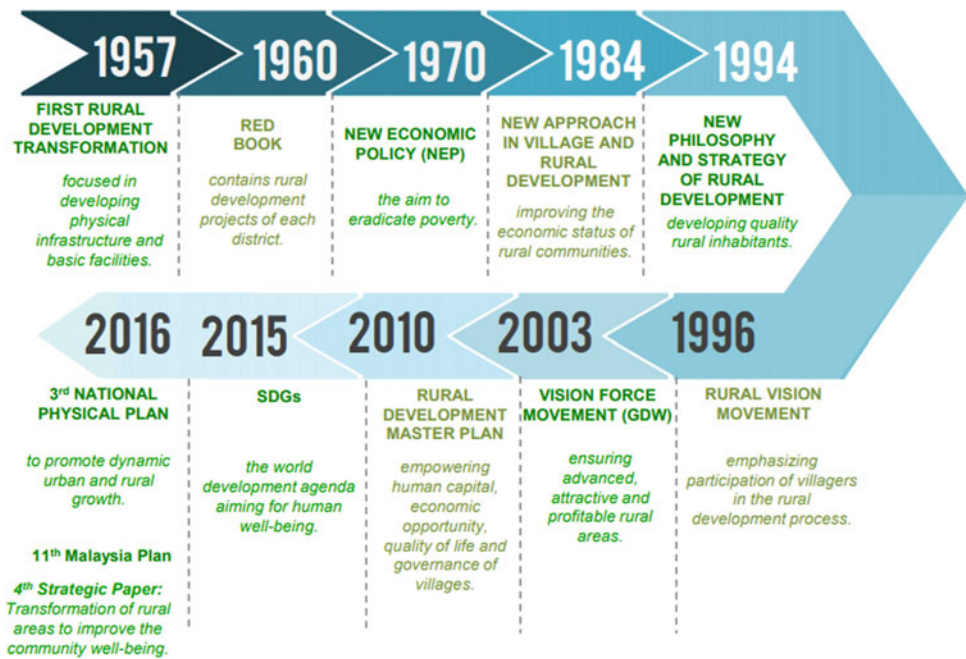 1957
1960
1970
1984
1994
FIRST RURAL
DEVELOPMENT
TRANSFORMATION
focused in
developing
physical
infrastructure and
basic facilities.
RED
BOOK
contains rural
development
projects of each
district.
NEW ECONOMIC
POLICY (NEP)
the aim to
eradicate poverty.
NEW APPROACH
IN VILLAGE AND
RURAL
DEVELOPMENT
improving the
economic status of
rural communities.
NEW
PHILOSOPHY
AND STRATEGY
OF RURAL
DEVELOPMENT
developing quality
rural inhabitants.
2016
2015
2010
2003
1996
3rd NATIONAL
PHYSICAL PLAN
to promote dynamic
urban and rural
growth.
11th Malaysia Plan
4th Strategic Paper:
Transformation of rural
areas to improve the
community well-being.
SDGs
the world
development agenda
aiming for human
well-being.
RURAL
DEVELOPMENT
MASTER PLAN
empowering
human capital,
economic
opportunity,
quality of life and
governance of
villages.
VISION FORCE
MOVEMENT (GDW)
ensuring
advanced,
attractive and
profitable rural
areas.
RURAL VISION
MOVEMENT
emphasizing
participation of villagers
in the rural
development process.